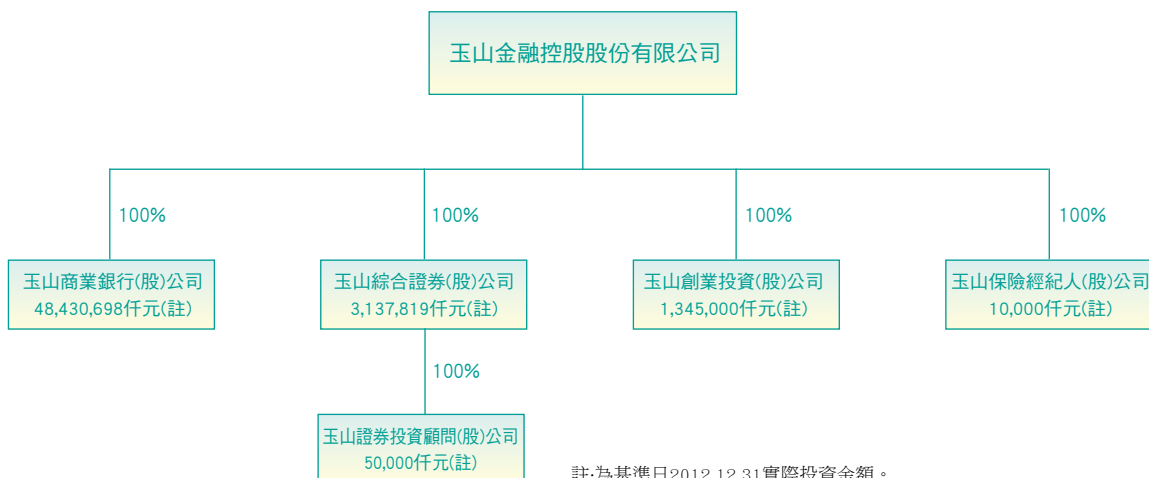 玉山金融控股股份有限公司
100%
100%
100%
100%
玉山商業銀行(股)公司
48,430,698仟元(註)
玉山綜合證券(股)公司
3,137,819仟元(註)
玉山創業投資(股)公司
1,345,000仟元(註)
玉山保險經紀人(股)公司
10,000仟元(註)
100%
玉山證券投資顧問(股)公司
50,000仟元(註)
註:為基準日2012.12.31實際投資金額。